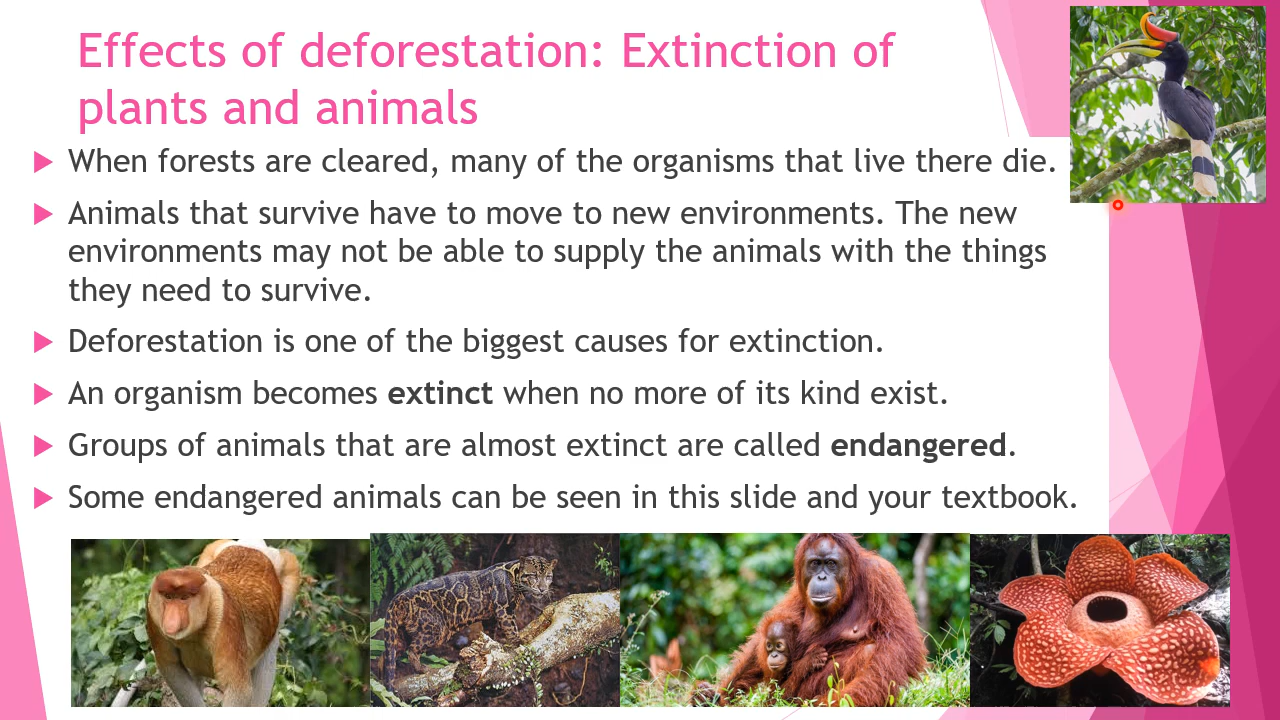 Effects of deforestation: Extinction of
plants and animals
When forests are cleared, many of the organisms that live there die.
Animals that survive have to move to new environments. The new
environments may not be able to supply the animals with the things
they need to survive.
Deforestation is one of the biggest causes for extinction.
An organism becomes extinct when no more of its kind exist.
Groups of animals that are almost extinct are called endangered.
Some endangered animals can be seen in this slide and your textbook.